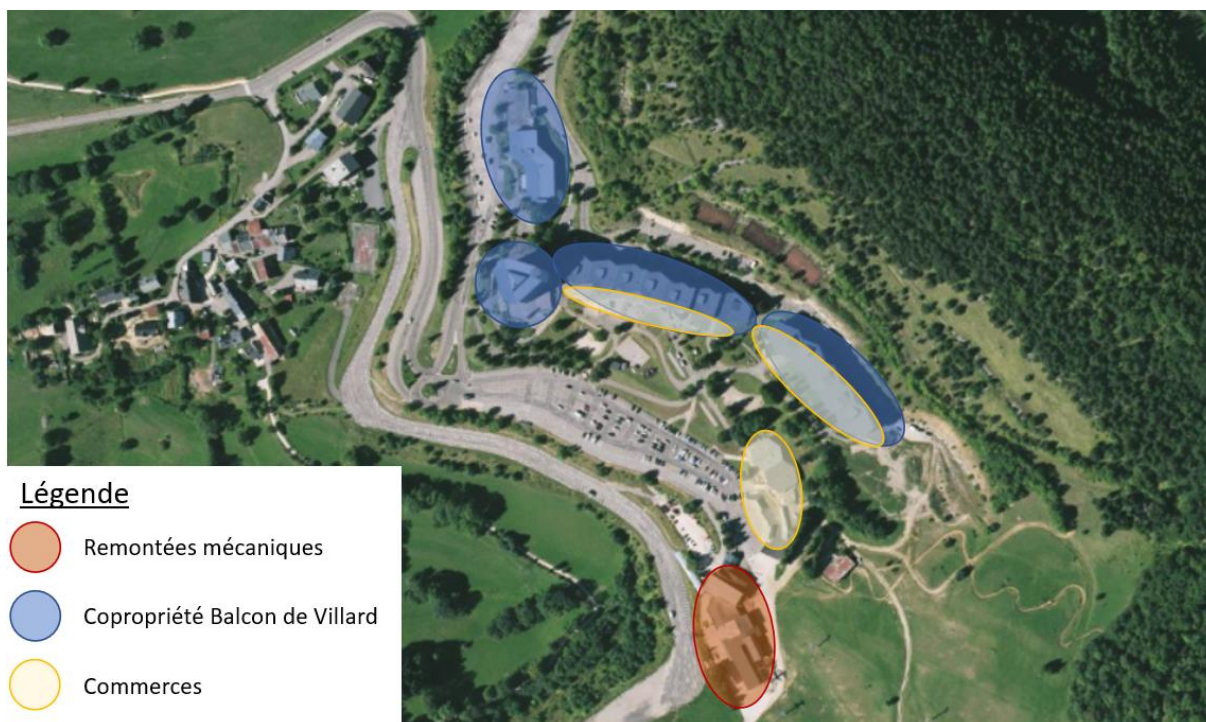 Légende
Remontées mécaniques
Copropriété Balcon de Villard
Commerces